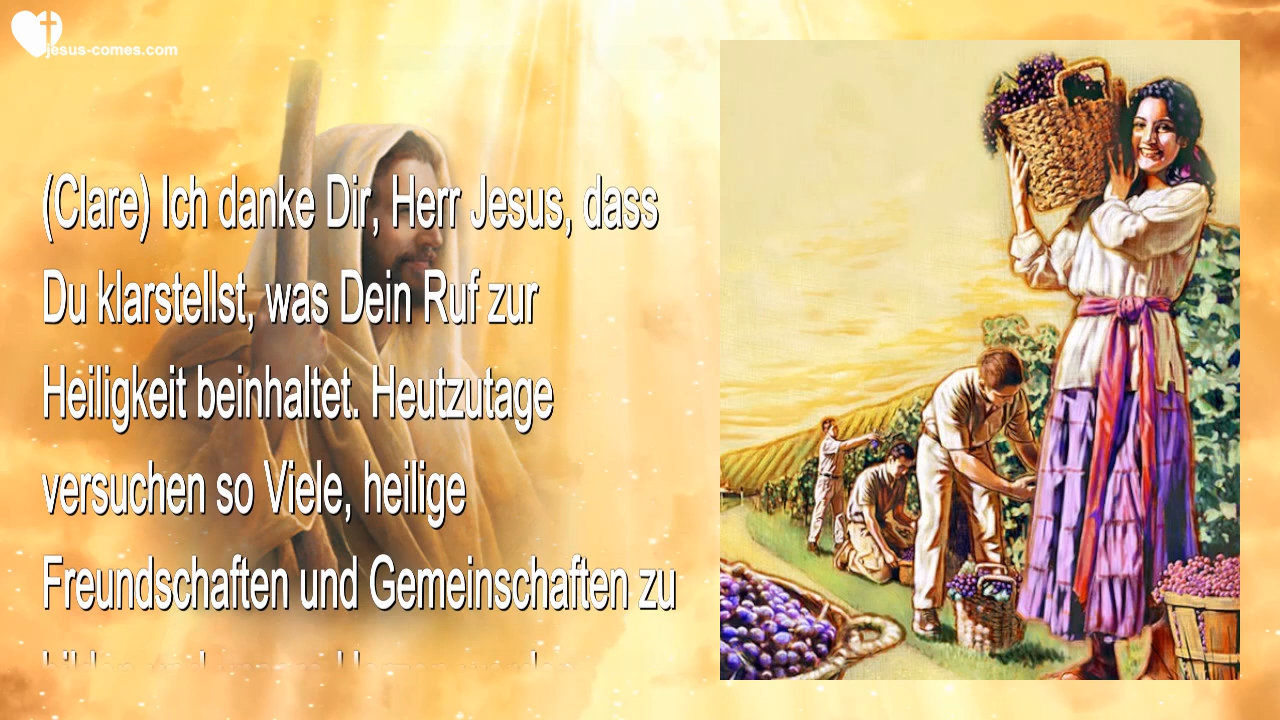 jesus-comes.com
(Clare) Ich danke Dir, Herr Jesus, dass
Du klarstellst, was Dein Ruf zur
Heiligkeit beinhaltet. Heutzutage
versuchen so Viele, heilige
Freundschaften und Gemeinschaften zu